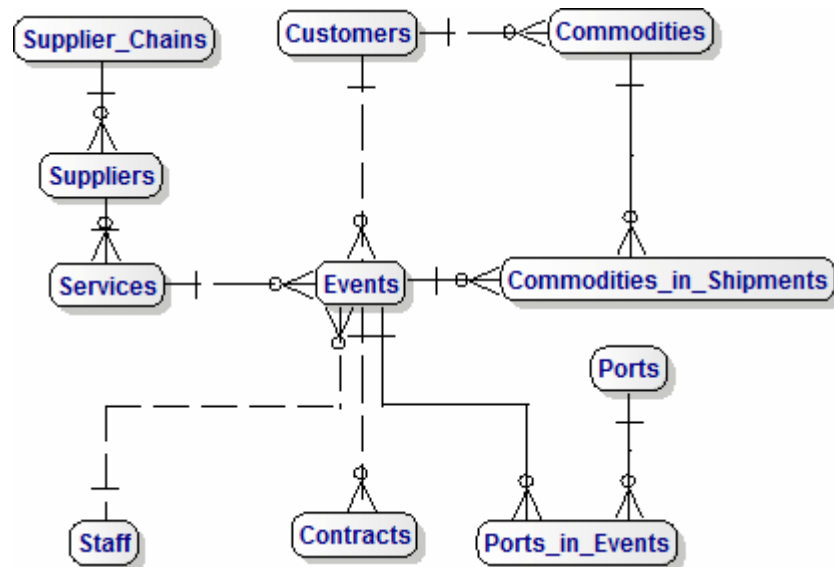 Supplier_Chains
Customers
Commodities
Suppliers
Services
Events
Commodities_in_Shipments
Ports
Staff
Contracts
Ports_in_Events